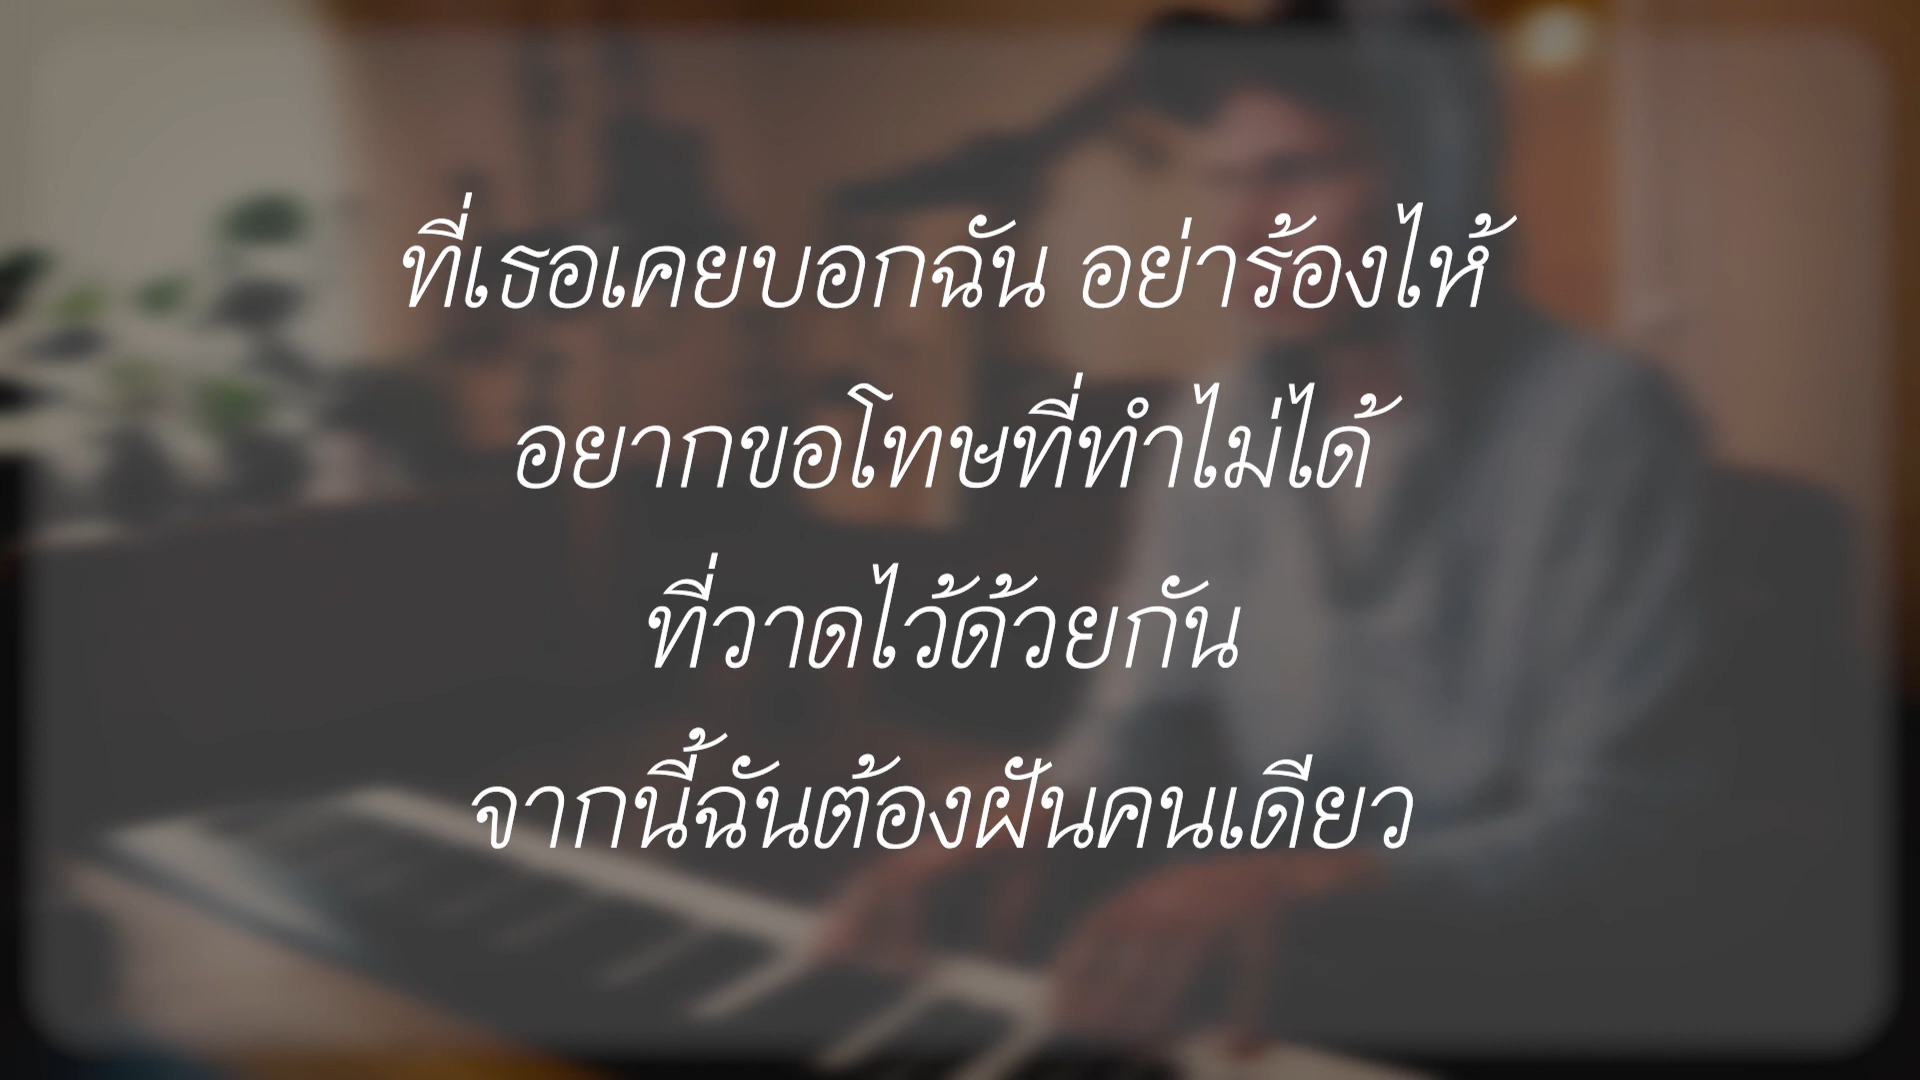 ที่เธอเคยบอกฉัน อย่าร้องไห้
อยากขอโทษที่ทำไม่ได้
ที่วาดไว้ด้วยกัน
จากนี้ฉันต้องฝันคนเดียว